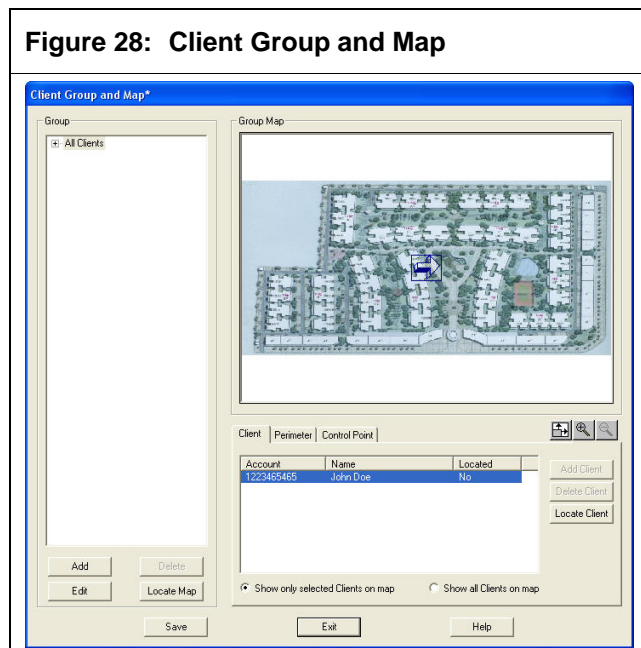 Figure 28: Client Group and Map
Client Group and Map*
Group
All Clients
Group Map
Client
Perimeter
Control Point
Account Name Located
1223465465 John Doe No
Add Client
Delete Client
Locate Client
Show only selected Clients on map
Show all Clients on map
Add
Delete
Edit
Locate Map
Save
Exit
Help